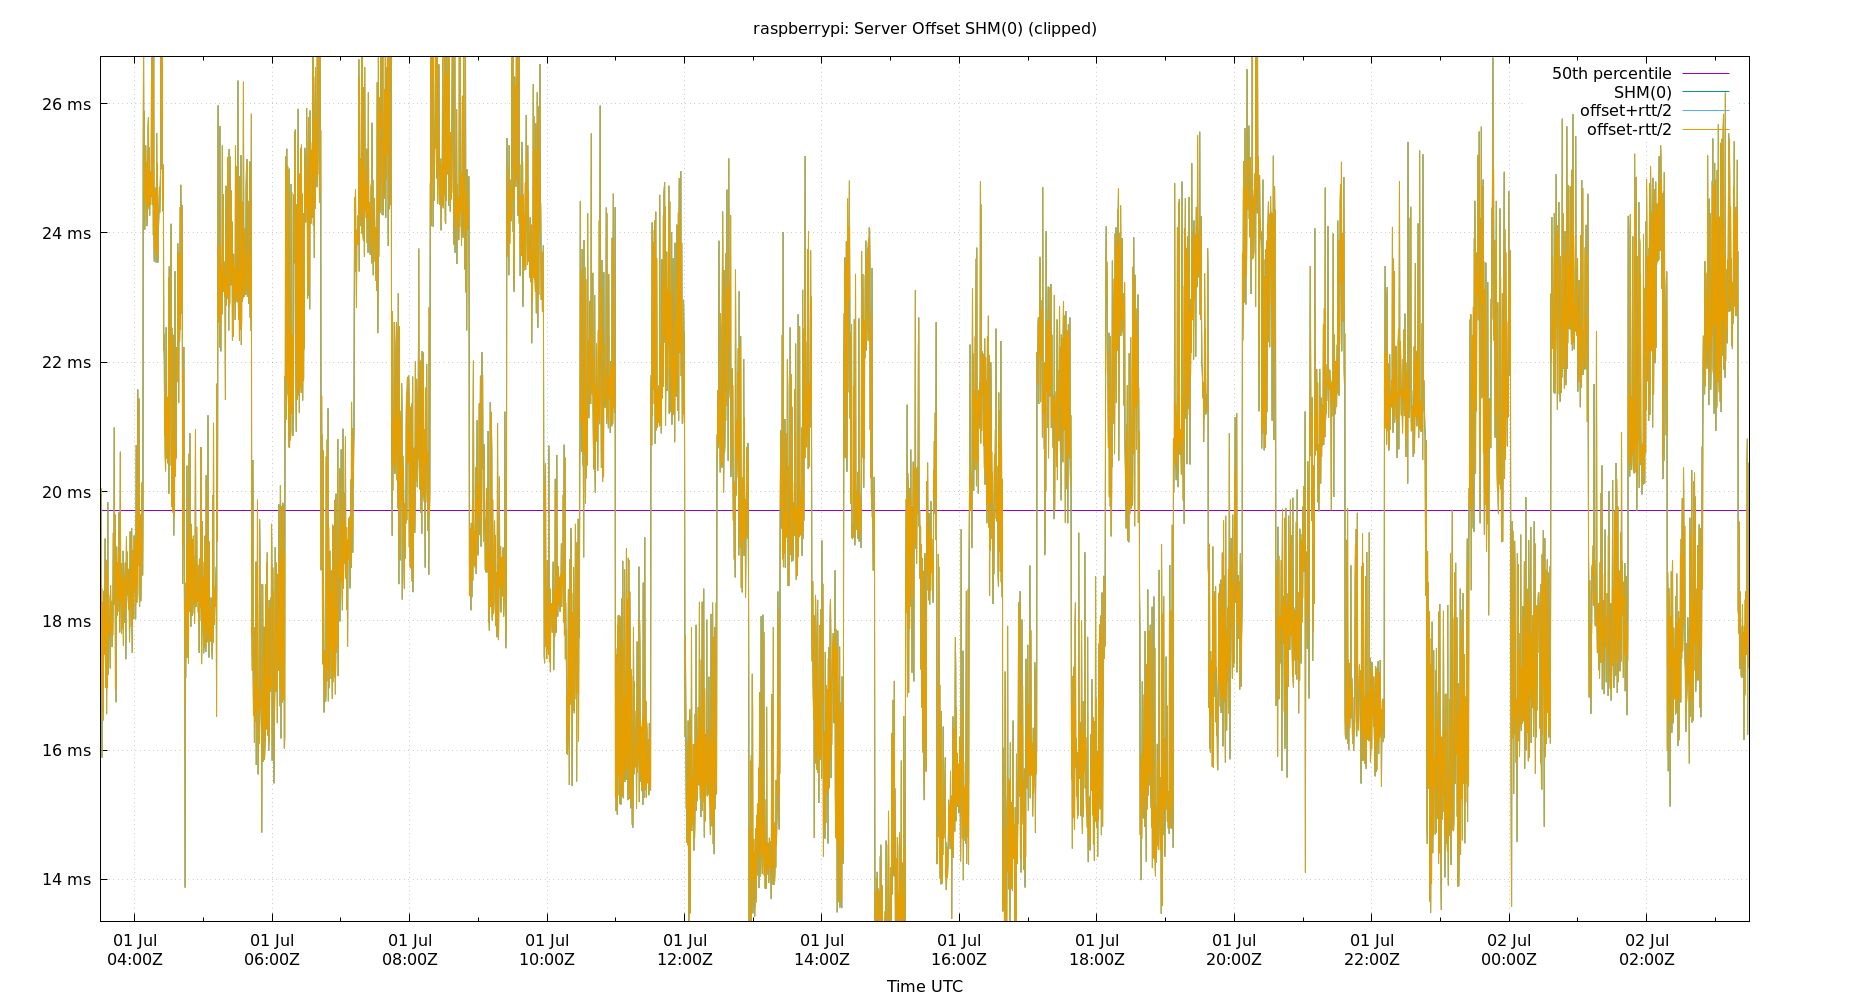 raspberrypi: Server Offset SHM(0) (clipped)
50th percentile
SHM(0)
offset+rtt/2
offset-rtt/2
26 ms
24 ms
22 ms
20 ms
18 ms
16 ms
14 ms
01 Jul 01 Jul 01 Jul 01 Jul 01 Jul 01 Jul 01 Jul 01 Jul 01 Jul 01 Jul 02 Jul 02 Jul
04:00Z 06:00Z 08:00Z 10:00Z 12:00Z 14:00Z 16:00Z 18:00Z 20:00Z 22:00Z 00:00Z 02:00Z
Time UTC